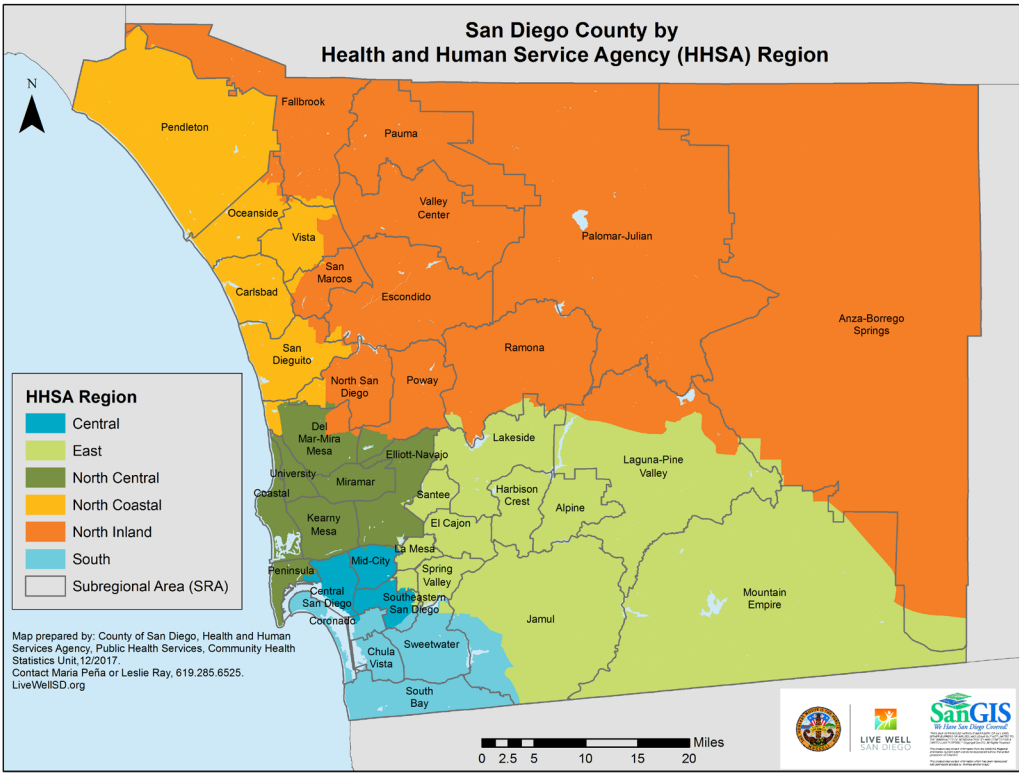 San Diego County by
Health and Human Service Agency (HHSA) Region
N
Fallbrook
Pendleton
Pauma
Valley
Center
Oceanside
Vista
Palomar-Julian
San
Marcos
Carlsbad
Escondido
Anza-Borrego
Springs
San
Dieguito
Ramona
North San
Diego
Poway
HHSA Region
Central
East
North Central
North Coastal
North Inland
South
Subregional Area (SRA)
Del
Mar-Mira
Mesa
Lakeside
Elliott-Navajo
Laguna-Pine
Valley
University
Miramar
Coastal
Santee
Harbison
Crest
Alpine
Kearny
Mesa
El Cajon
La Mesa
Mid-City
Peninsula
Spring
Valley
Central
San Diego
Southeastern
San Diego
Mountain
Empire
Coronado
Jamul
Sweetwater
Chula
Vista
South
Bay
Map prepared by: County of San Diego, Health and Human
Services Agency, Public Health Services, Community Health
Statistics Unit,12/2017.
Contact Maria Peña or Leslie Ray, 619.285.6525.
LiveWellSD.org
Miles
0 2.5 5 10 15 20
LIVE WELL
SAN DIEGO
SanGIS
We Have San Diego Covered!